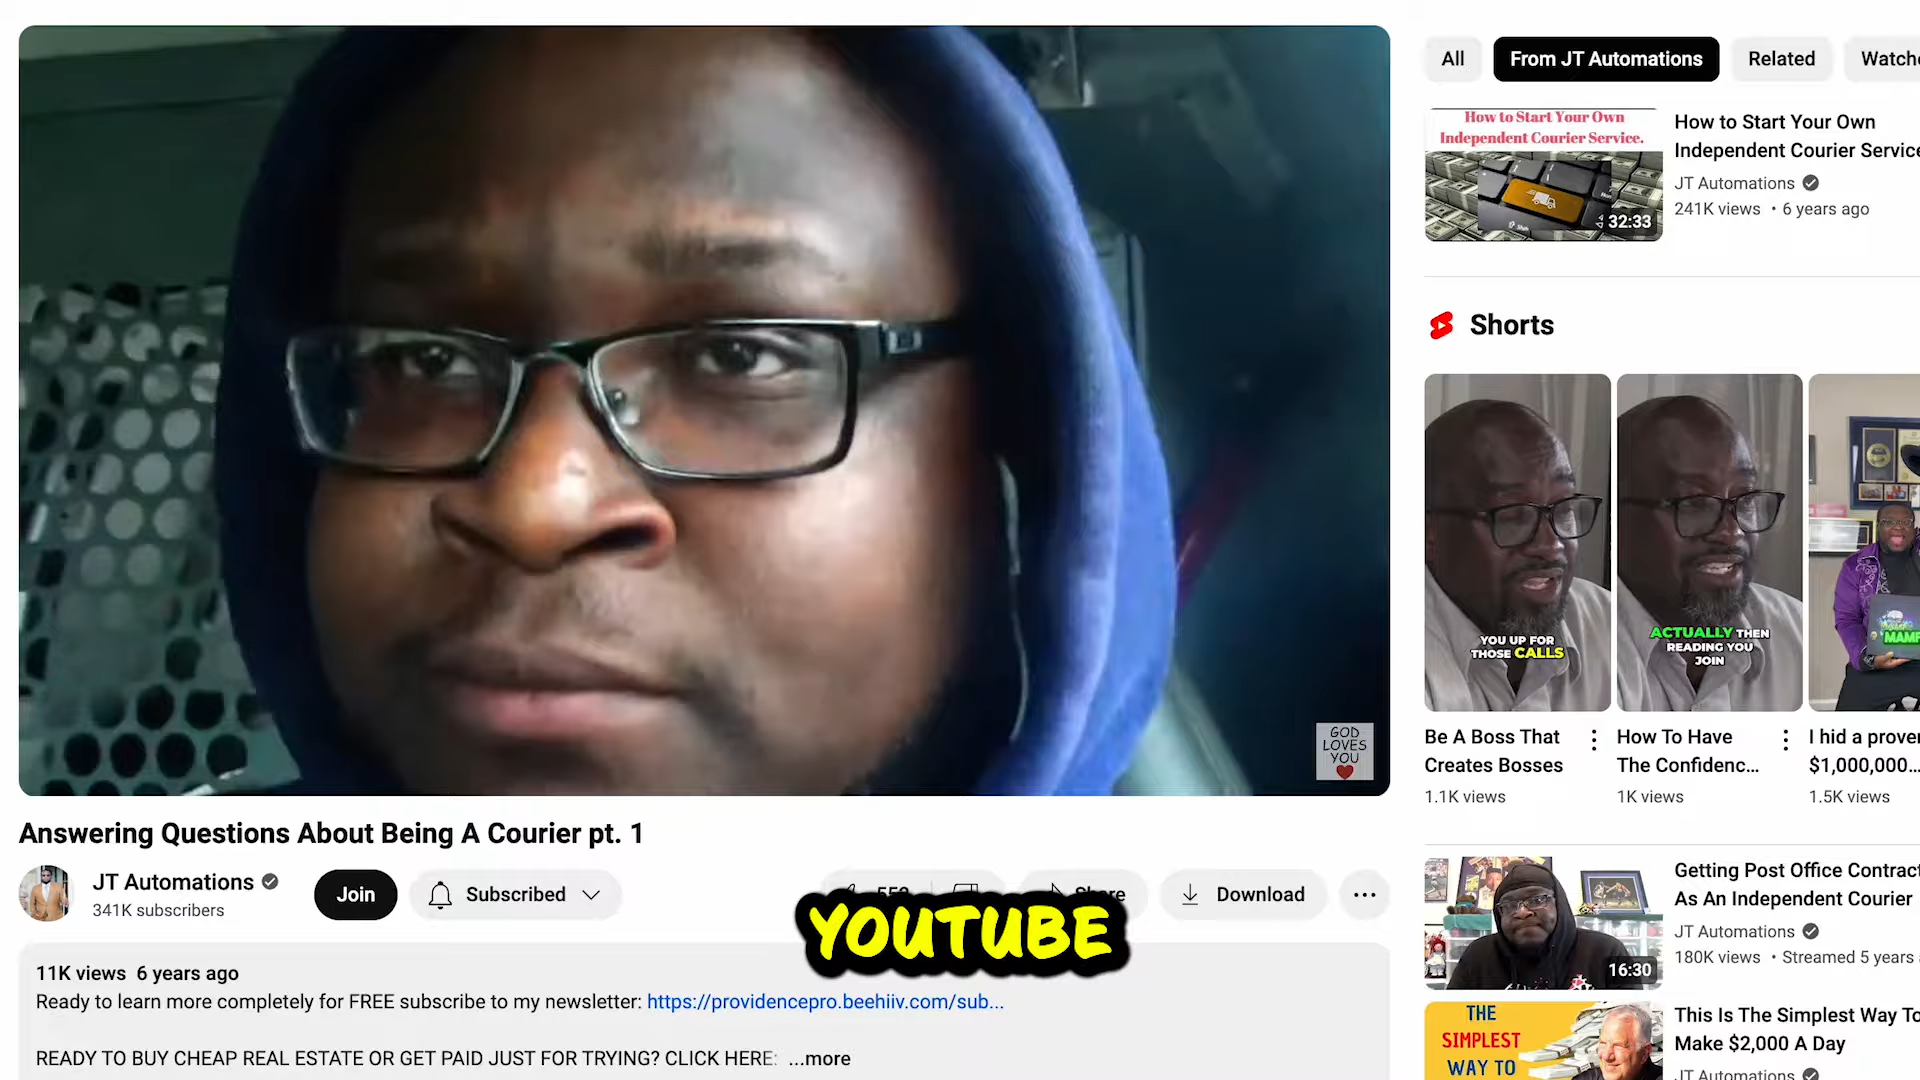 GOD
LOVES
YOU
Answering Questions About Being A Courier pt. 1
JT Automations
341K subscribers
Join
Subscribed
Share
Download
YOUTUBE
11K views 6 years ago
Ready to learn more completely for FREE subscribe to my newsletter: https://providencepro.beehiiv.com/sub...
READY TO BUY CHEAP REAL ESTATE OR GET PAID JUST FOR TRYING? CLICK HERE: ...more
All
From JT Automations
Related
Watche
How to Start Your Own
Independent Courier Service.
32:33
How to Start Your Own
Independent Courier Service
JT Automations
241K views • 6 years ago
Shorts
YOU UP FOR
THOSE CALLS
ACTUALLY THEN
READING YOU
JOIN
Be A Boss That
Creates Bosses
1.1K views
How To Have
The Confidenc...
1K views
I hid a prove
$1,000,000...
1.5K views
16:30
Getting Post Office Contract
As An Independent Courier
JT Automations
180K views • Streamed 5 years
THE
SIMPLEST
WAY TO
This Is The Simplest Way To
Make $2,000 A Day
JT Automations